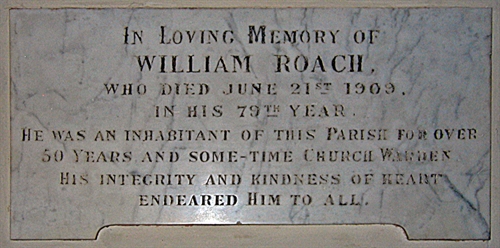 IN LOVING MEMORY OF
WILLIAM ROACH,
WHO DIED JUNE 21ST 1909,
IN HIS 79TH YEAR.
HE WAS AN INHABITANT OF THIS PARISH FOR OVER
50 YEARS AND SOME-TIME CHURCH WARDEN
HIS INTEGRITY AND KINDNESS OF HEART
ENDEARED HIM TO ALL.